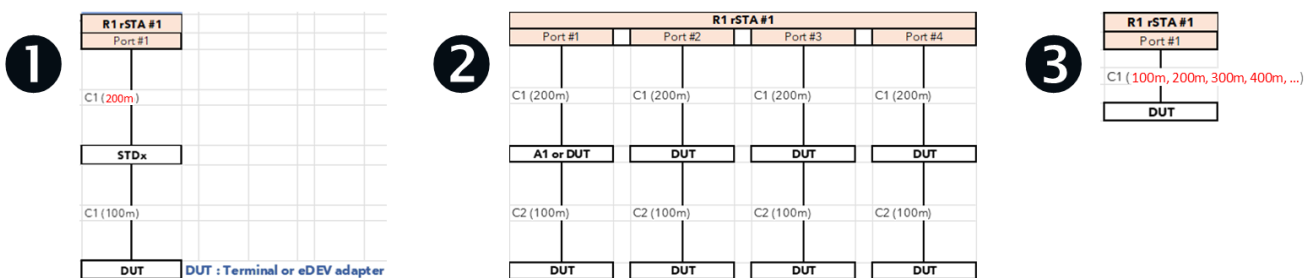 1
R1 rSTA #1
Port #1
C1 (200m)
STDx
C1 (100m)
DUT
DUT : Terminal or eDEV adapter
2
R1 rSTA #1
Port #1 Port #2 Port #3 Port #4
C1 (200m) C1 (200m) C1 (200m) C1 (200m)
A1 or DUT DUT DUT DUT
C2 (100m) C2 (100m) C2 (100m) C2 (100m)
DUT DUT DUT DUT
3
R1 rSTA #1
Port #1
C1 (100m, 200m, 300m, 400m, ...)
DUT